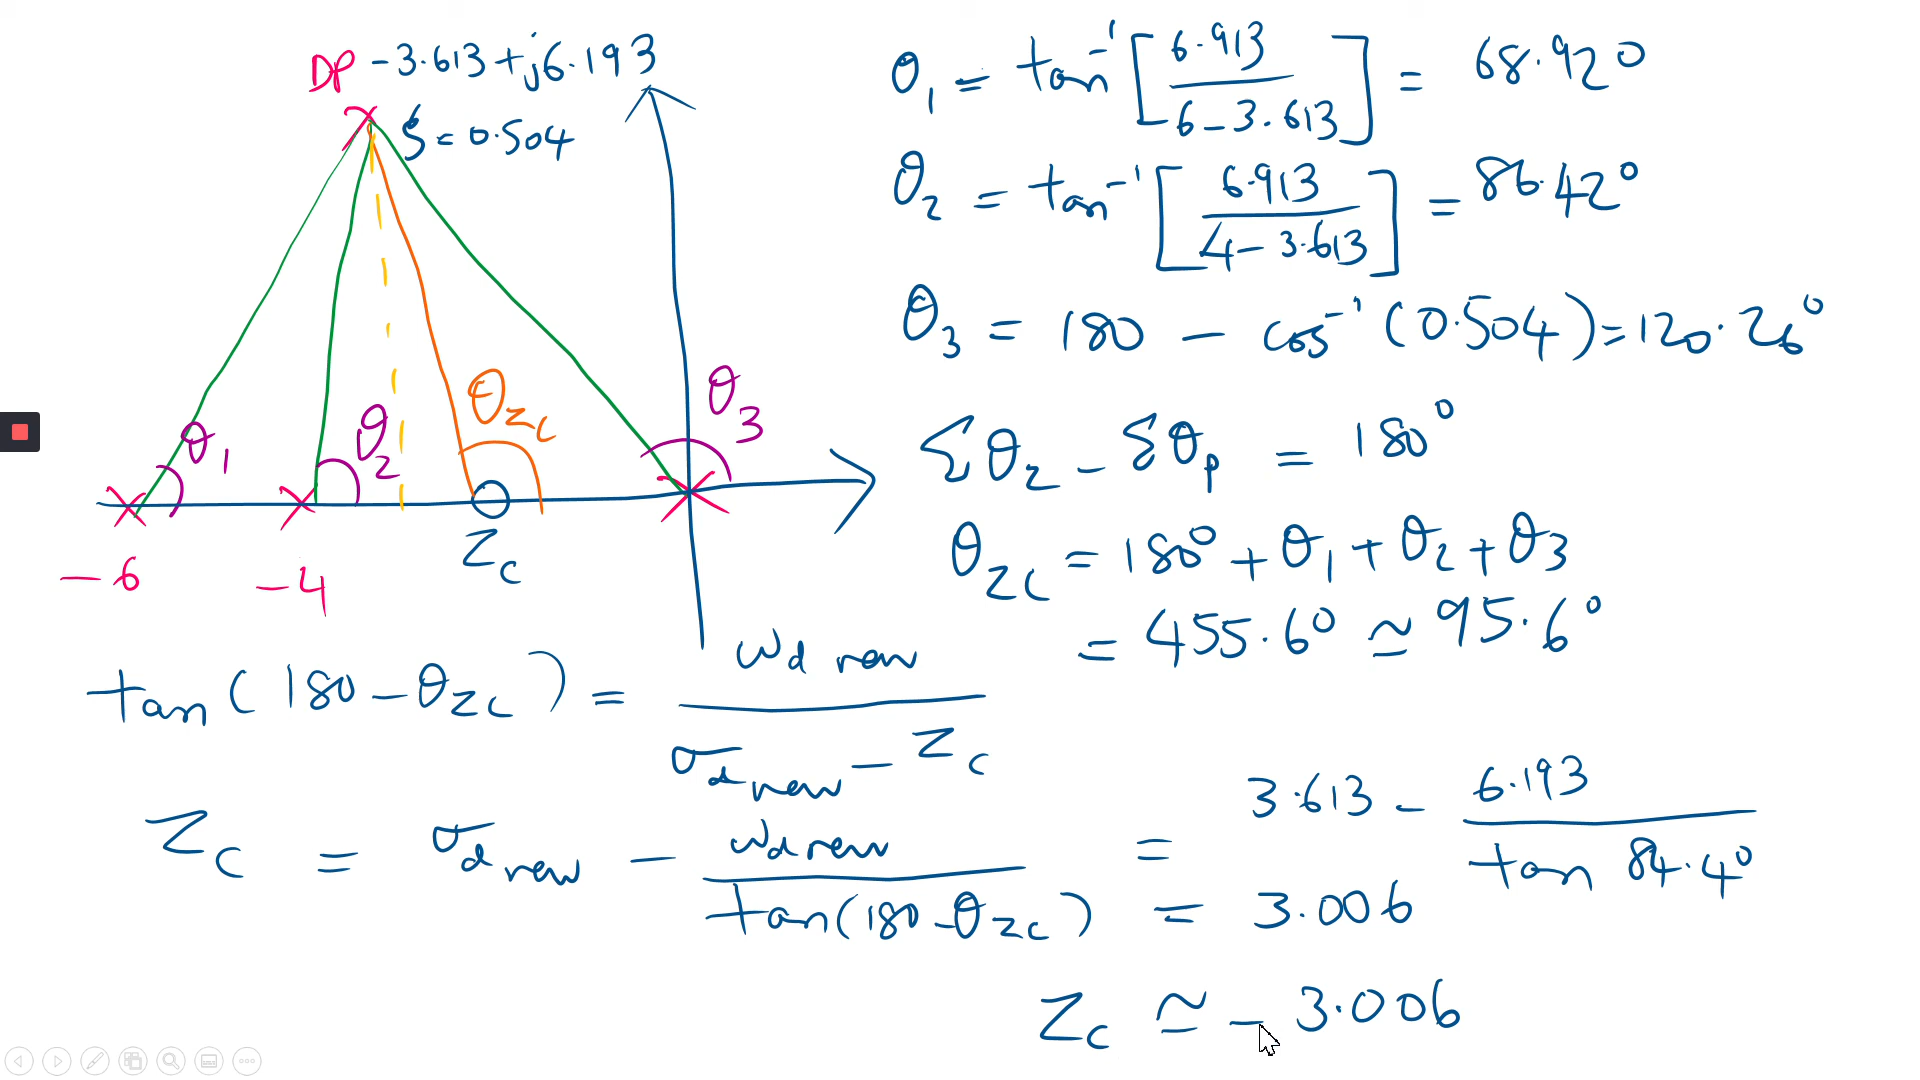 DP -3.613+j6.193
ζ = 0.504
θ1
θ2
θZC
θ3
-6
-4
ZC
θ1 = tan^-1 [6.913 / 6-3.613] = 68.92°
θ2 = tan^-1 [6.913 / 4-3.613] = 86.42°
θ3 = 180 - cos^-1 (0.504) = 120.26°
Σθz - Σθp = 180°
θZC = 180° + θ1 + θ2 + θ3
= 455.6° ≃ 95.6°
tan(180-θZC) = ωd new / σd new - ZC
ZC = σd new - ωd new / tan(180-θZC) = 3.613 - 6.193 / tan 84.4°
= 3.006
ZC ≃ -3.006